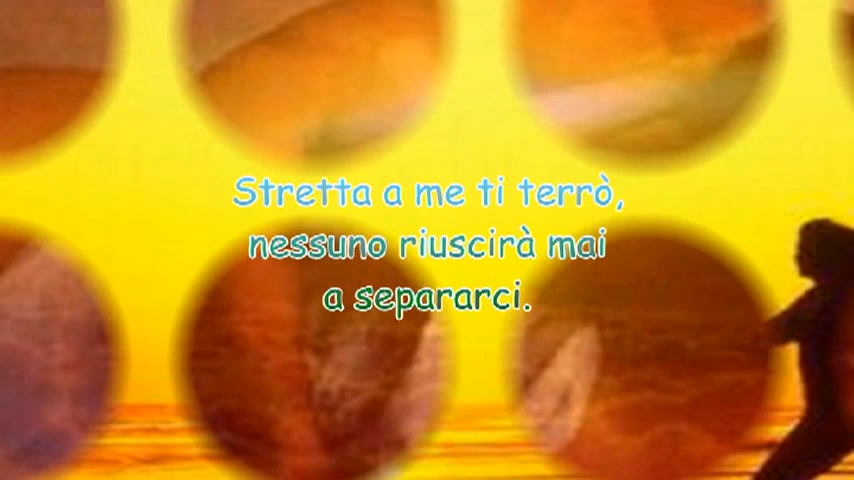 Stretta a me ti terrò,
nessuno riuscirà mai
a separarci.